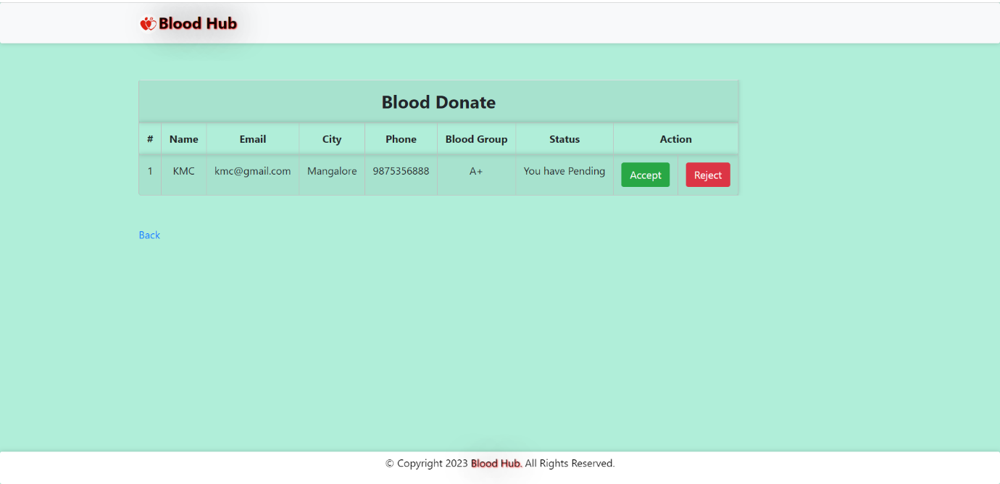 Blood Hub
Blood Donate
# Name Email City Phone Blood Group Status Action
1 KMC kmc@gmail.com Mangalore 9875356888 A+ You have Pending Accept Reject
Back
© Copyright 2023 Blood Hub. All Rights Reserved.